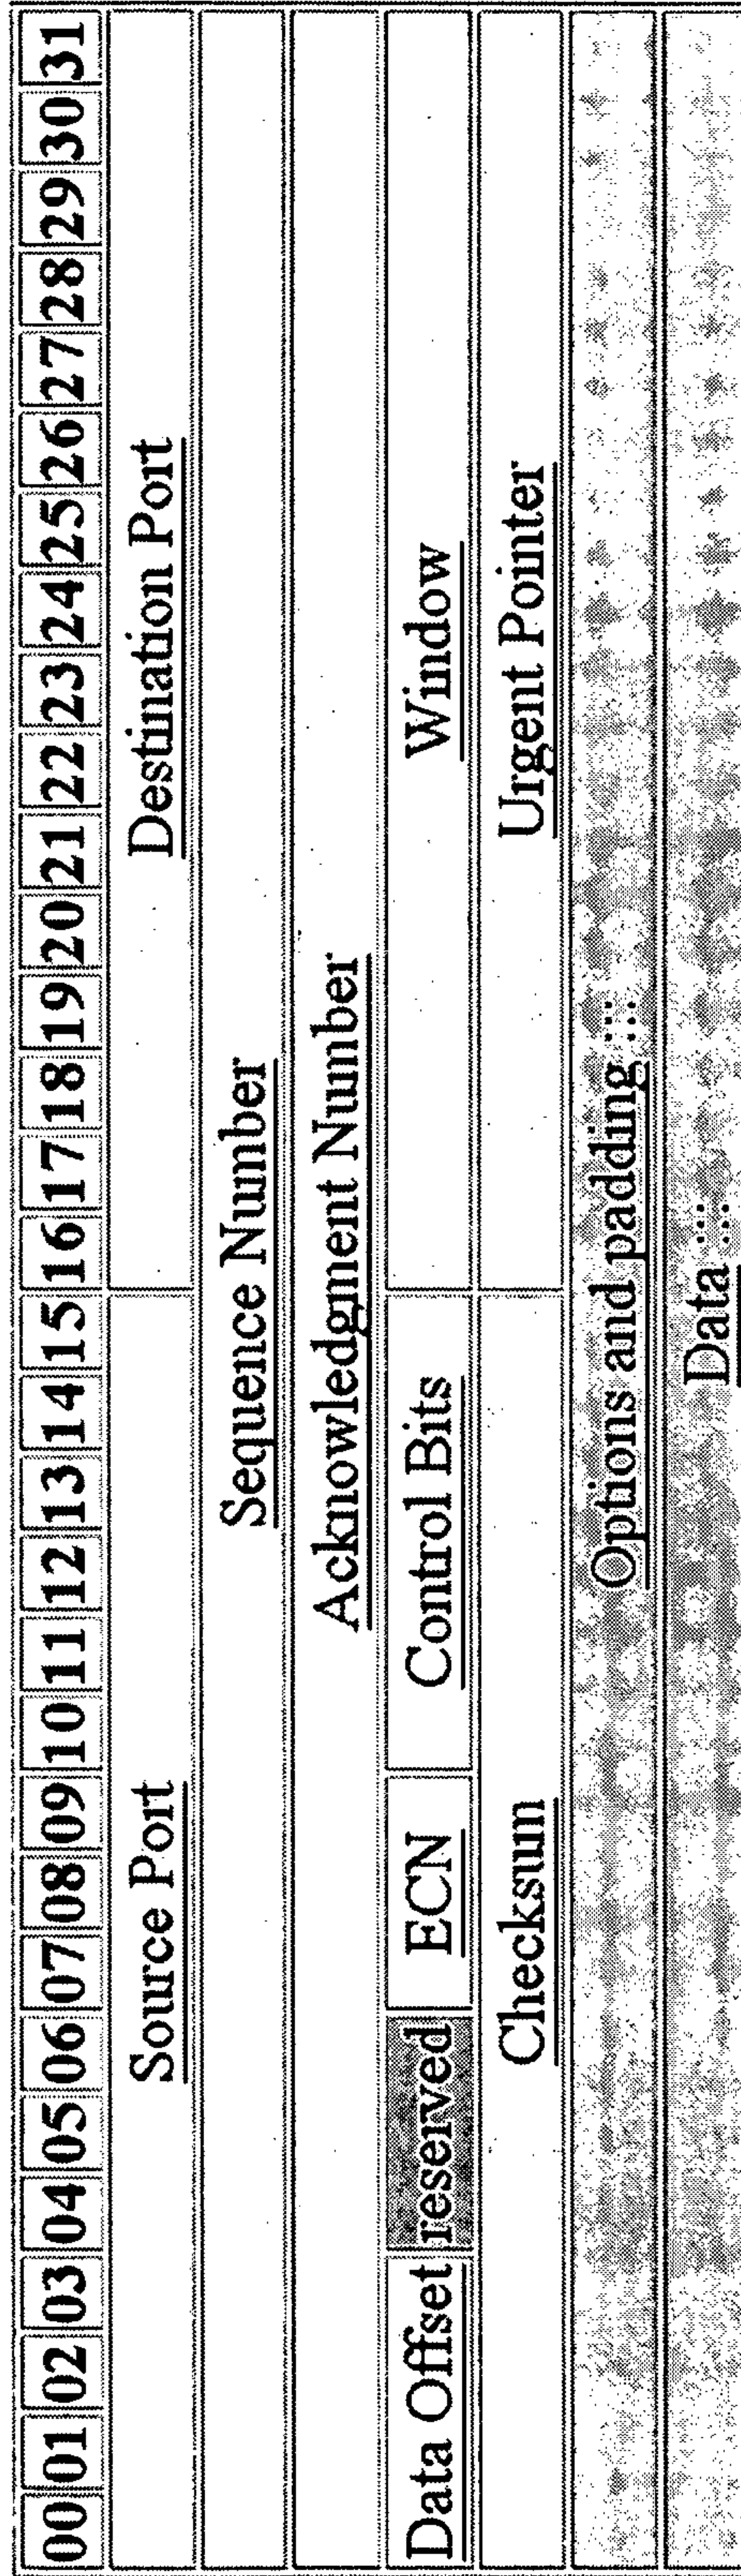 00 01 02 03 04 05 06 07 08 09 10 11 12 13 14 15 16 17 18 19 20 21 22 23 24 25 26 27 28 29 30 31
Source Port Destination Port
Sequence Number
Acknowledgment Number
Data Offset reserved ECN Control Bits Window
Checksum Urgent Pointer
Options and padding :::
Data :::